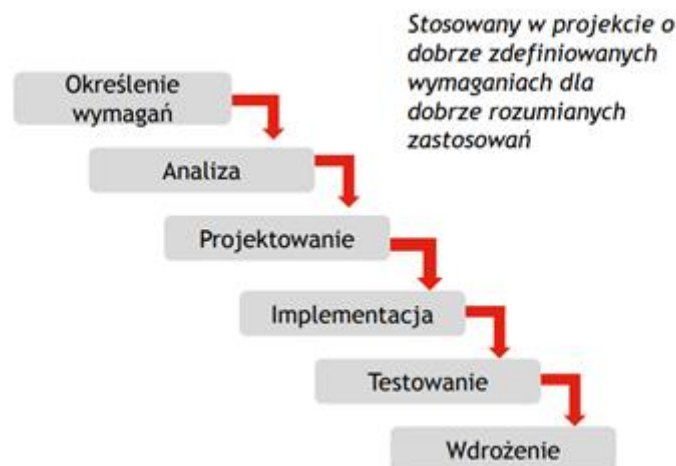 Stosowany w projekcie o
dobrze zdefiniowanych
wymaganiach dla
dobrze rozumianych
zastosowań
Określenie
wymagań
Analiza
Projektowanie
Implementacja
Testowanie
Wdrożenie